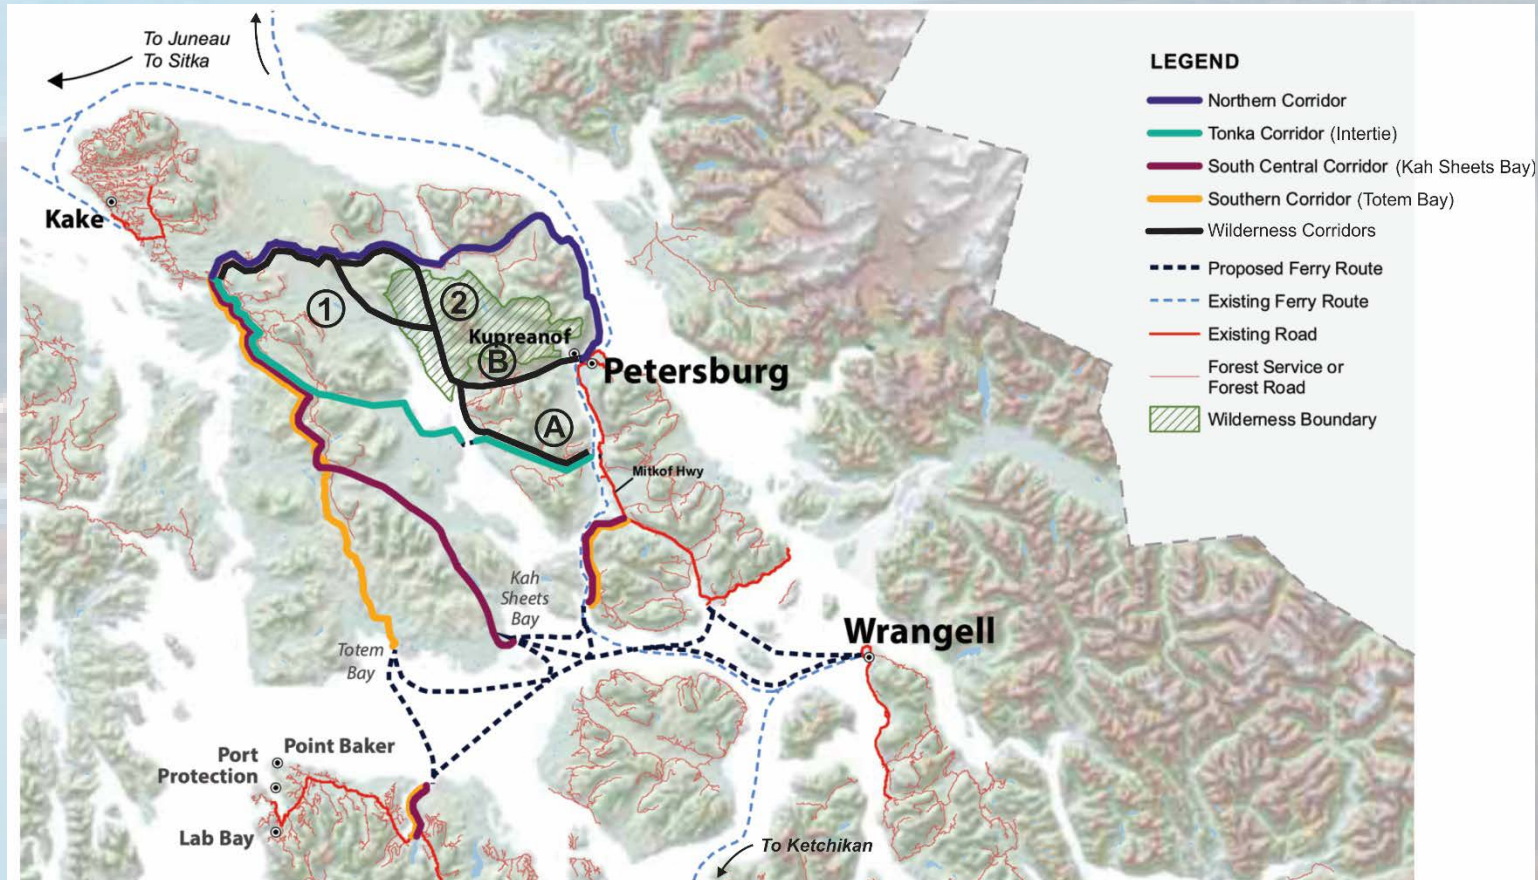 To Juneau
To Sitka
Kake
1
2
Kupreanof
B
Petersburg
A
Mitkof Hwy
Kah
Sheets
Bay
Totem
Bay
Wrangell
Point Baker
Port
Protection
Lab Bay
To Ketchikan
LEGEND
Northern Corridor
Tonka Corridor (Intertie)
South Central Corridor (Kah Sheets Bay)
Southern Corridor (Totem Bay)
Wilderness Corridors
Proposed Ferry Route
Existing Ferry Route
Existing Road
Forest Service or
Forest Road
Wilderness Boundary